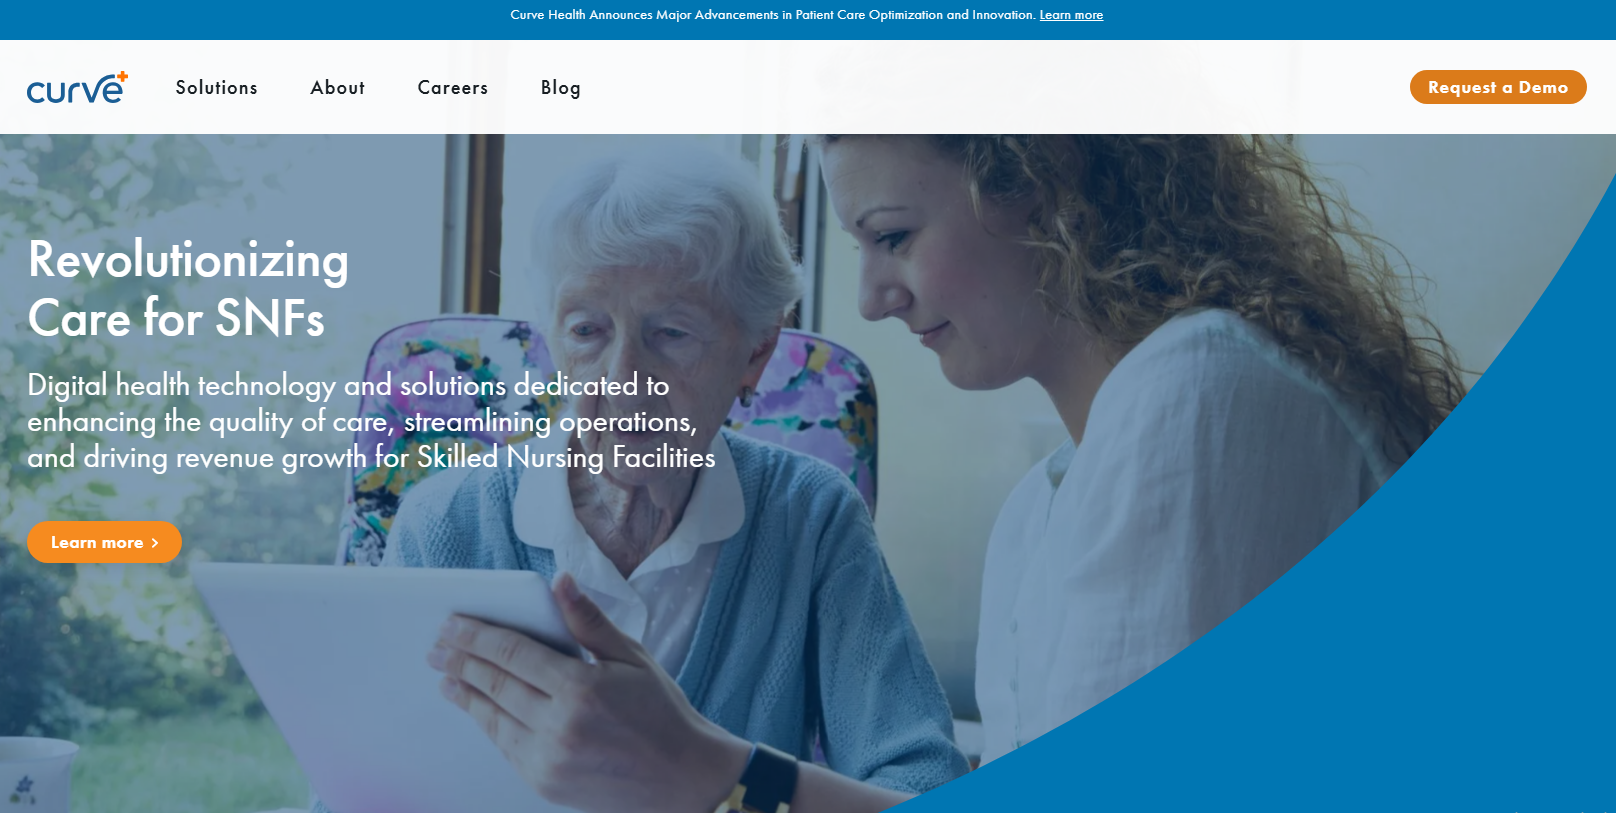 Curve Health Announces Major Advancements in Patient Care Optimization and Innovation. Learn more
curve
Solutions
About
Careers
Blog
Request a Demo
Revolutionizing
Care for SNFs
Digital health technology and solutions dedicated to
enhancing the quality of care, streamlining operations,
and driving revenue growth for Skilled Nursing Facilities
Learn more